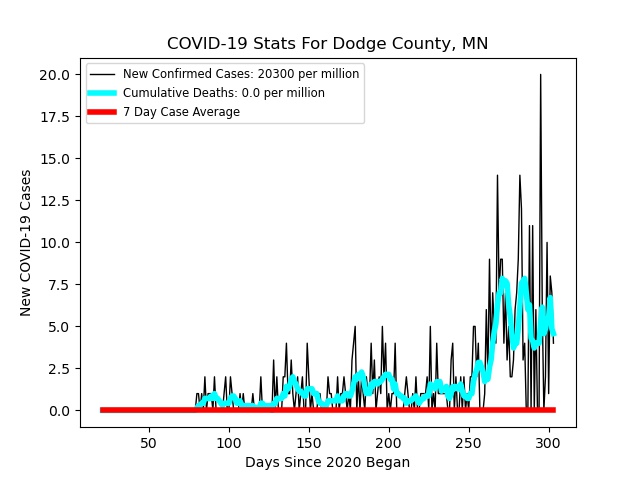 COVID-19 Stats For Dodge County, MN
New Confirmed Cases: 20300 per million
Cumulative Deaths: 0.0 per million
7 Day Case Average
New COVID-19 Cases
20.0
17.5
15.0
12.5
10.0
7.5
5.0
2.5
0.0
50 100 150 200 250 300
Days Since 2020 Began